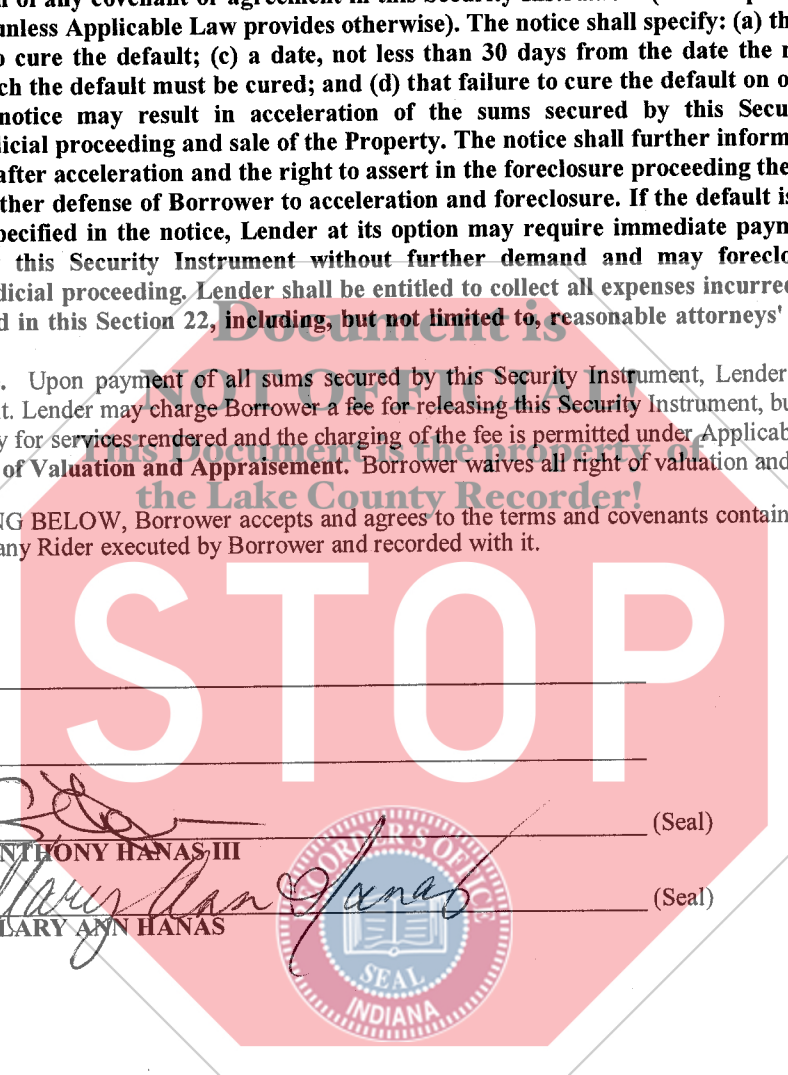 unless Applicable Law provides otherwise). The notice shall specify: (a) th
o cure the default; (c) a date, not less than 30 days from the date the
ch the default must be cured; and (d) that failure to cure the default on o
notice may result in acceleration of the sums secured by this Secu
icial proceeding and sale of the Property. The notice shall further inform
after acceleration and the right to assert in the foreclosure proceeding the
ther defense of Borrower to acceleration and foreclosure. If the default is
pecified in the notice, Lender at its option may require immediate paym
this Security Instrument without further demand and may foreclo
dicial proceeding. Lender shall be entitled to collect all expenses incurred
d in this Section 22, including, but not limited to, reasonable attorneys'
Document is
. Upon payment of all sums secured by this Security Instrument, Lender
NOT OFFICIAL!
t. Lender may charge Borrower a fee for releasing this Security Instrument, bu
y for services rendered and the charging of the fee is permitted under Applicab
This Document is the property of
of Valuation and Appraisement. Borrower waives all right of valuation and
the Lake County Recorder!
NG BELOW, Borrower accepts and agrees to the terms and covenants contain
any Rider executed by Borrower and recorded with it.
STOP
(Seal)
NTHONY HANAS III
Mary Ann Hanas (Seal)
LARY ANN HANAS
RECORDER'S OFFICE
SEAL
INDIANA